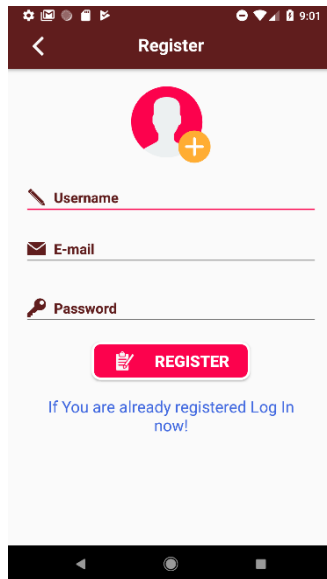 9:01
Register
Username
E-mail
Password
REGISTER
If You are already registered Log In
now!